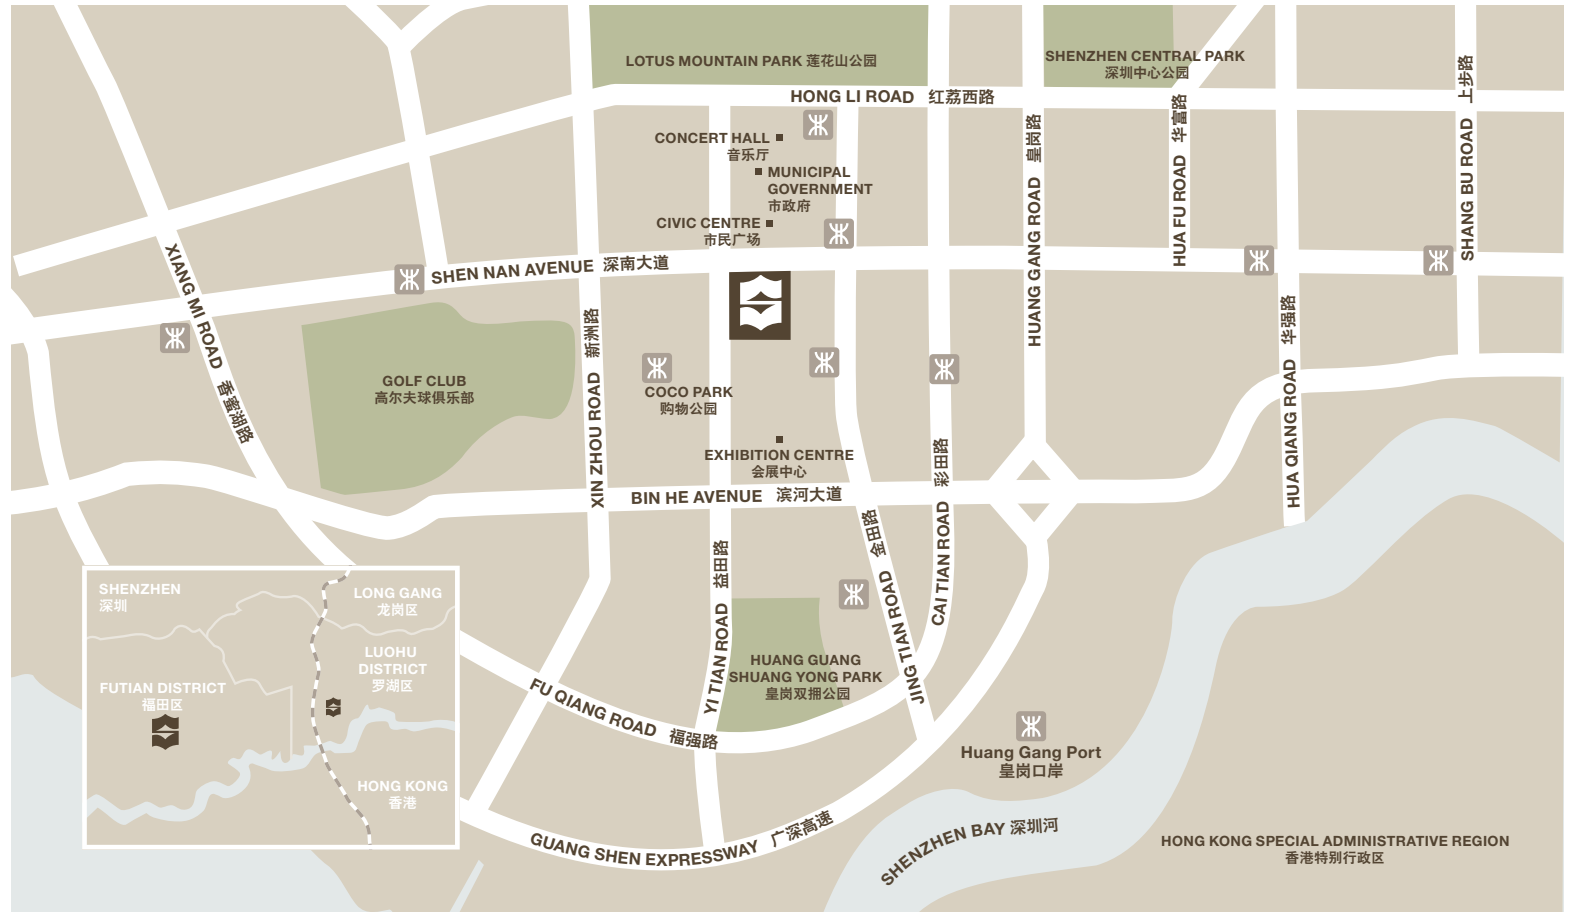 LOTUS MOUNTAIN PARK 莲花山公园
SHENZHEN CENTRAL PARK
深圳中心公园
HONG LI ROAD 红荔西路
CONCERT HALL
音乐厅
MUNICIPAL
GOVERNMENT
市政府
CIVIC CENTRE
市民广场
SHEN NAN AVENUE 深南大道
XIANG MI ROAD 香蜜湖路
XIN ZHOU ROAD 新洲路
HUANG GANG ROAD 皇岗路
HUA FU ROAD 华富路
SHANG BU ROAD 上步路
HUA QIANG ROAD 华强路
GOLF CLUB
高尔夫球俱乐部
COCO PARK
购物公园
EXHIBITION CENTRE
会展中心
BIN HE AVENUE 滨河大道
YI TIAN ROAD 益田路
JING TIAN ROAD 金田路
CAI TIAN ROAD 彩田路
HUANG GUANG
SHUANG YONG PARK
皇岗双拥公园
FU QIANG ROAD 福强路
GUANG SHEN EXPRESSWAY 广深高速
Huang Gang Port
皇岗口岸
SHENZHEN BAY 深圳河
HONG KONG SPECIAL ADMINISTRATIVE REGION
香港特别行政区
SHENZHEN
深圳
LONG GANG
龙岗区
LUOHU
DISTRICT
罗湖区
FUTIAN DISTRICT
福田区
HONG KONG
香港